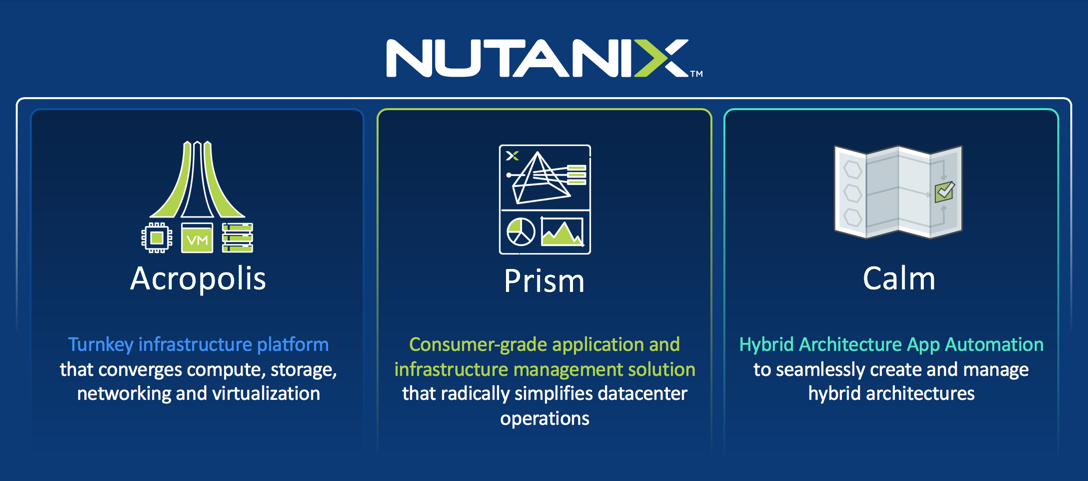 NUTANIX™
Acropolis
Turnkey infrastructure platform
that converges compute, storage,
networking and virtualization
VM
Prism
Consumer-grade application and
infrastructure management solution
that radically simplifies datacenter
operations
Calm
Hybrid Architecture App Automation
to seamlessly create and manage
hybrid architectures